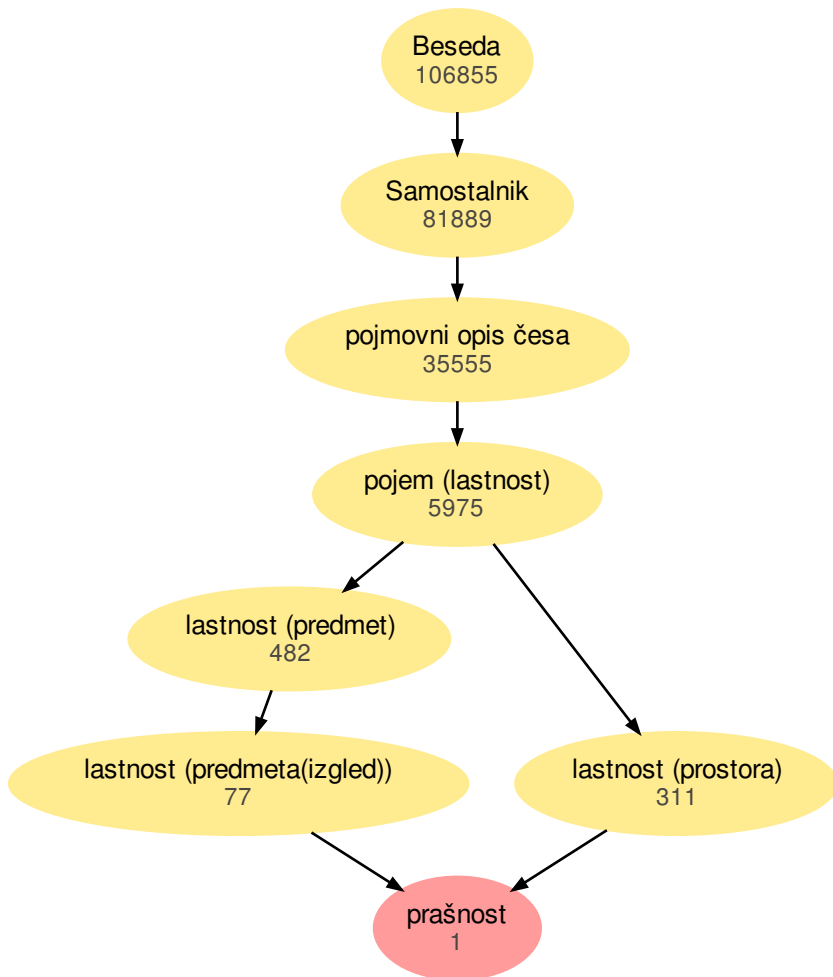 Beseda
106855
Samostalnik
81889
pojmovni opis česa
35555
pojem (lastnost)
5975
lastnost (predmet)
482
lastnost (predmeta(izgled))
77
lastnost (prostora)
311
prašnost
1